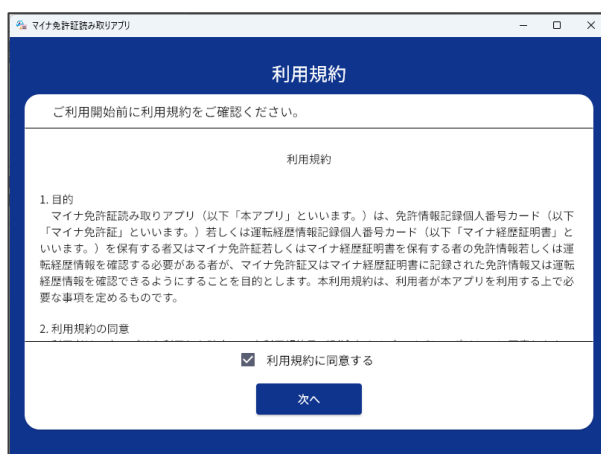 マイナ免許証読み取りアプリ
利用規約
ご利用開始前に利用規約をご確認ください。
利用規約
1. 目的
マイナ免許証読み取りアプリ（以下「本アプリ」といいます。）は、免許情報記録個人番号カード（以下
「マイナ免許証」といいます。）若しくは運転経歴情報記録個人番号カード（以下「マイナ経歴証明書」と
いいます。）を保有する者又はマイナ免許証若しくはマイナ経歴証明書を保有する者の免許情報若しくは運
転経歴情報を確認する必要がある者が、マイナ免許証又はマイナ経歴証明書に記録された免許情報又は運転
経歴情報を確認できるようにすることを目的とします。本利用規約は、利用者が本アプリを利用する上で必
要な事項を定めるものです。
2. 利用規約の同意
利用規約に同意する
次へ